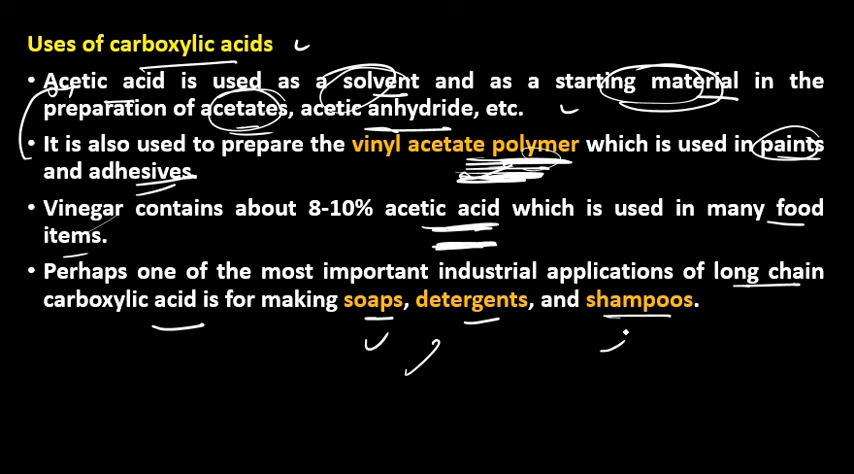 Uses of carboxylic acids
• Acetic acid is used as a solvent and as a starting material in the
preparation of acetates, acetic anhydride, etc.
• It is also used to prepare the vinyl acetate polymer which is used in paints
and adhesives.
• Vinegar contains about 8-10% acetic acid which is used in many food
items.
• Perhaps one of the most important industrial applications of long chain
carboxylic acid is for making soaps, detergents, and shampoos.